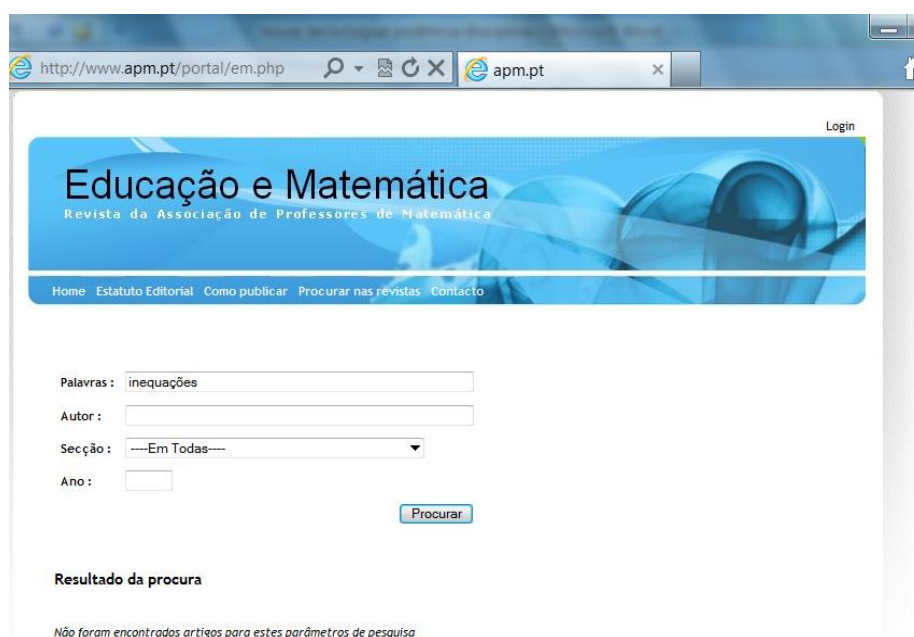 http://www.apm.pt/portal/em.php
apm.pt
Login
Educação e Matemática
Revista da Associação de Professores de Matemática
Home Estatuto Editorial Como publicar Procurar nas revistas Contacto
Palavras : inequações
Autor :
Secção : ----Em Todas----
Ano :
Procurar
Resultado da procura
Não foram encontrados artigos para estes parâmetros de pesquisa